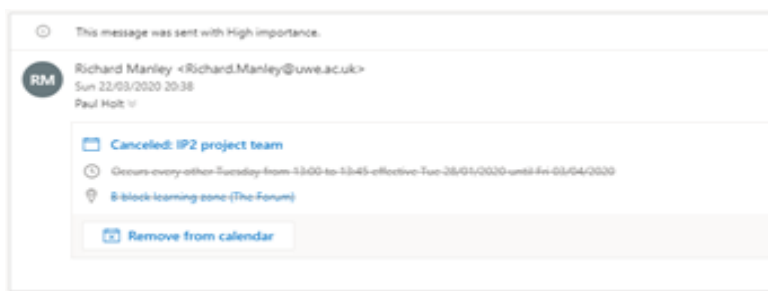 This message was sent with High importance.
RM
Richard Manley <Richard.Manley@uwe.ac.uk>
Sun 22/03/2020 20:38
Paul Holt
Canceled: IP2 project team
Occurs every other Tuesday from 13:00 to 13:45 effective Tue 28/01/2020 until Fri 03/04/2020
B block learning zone (The Forum)
Remove from calendar